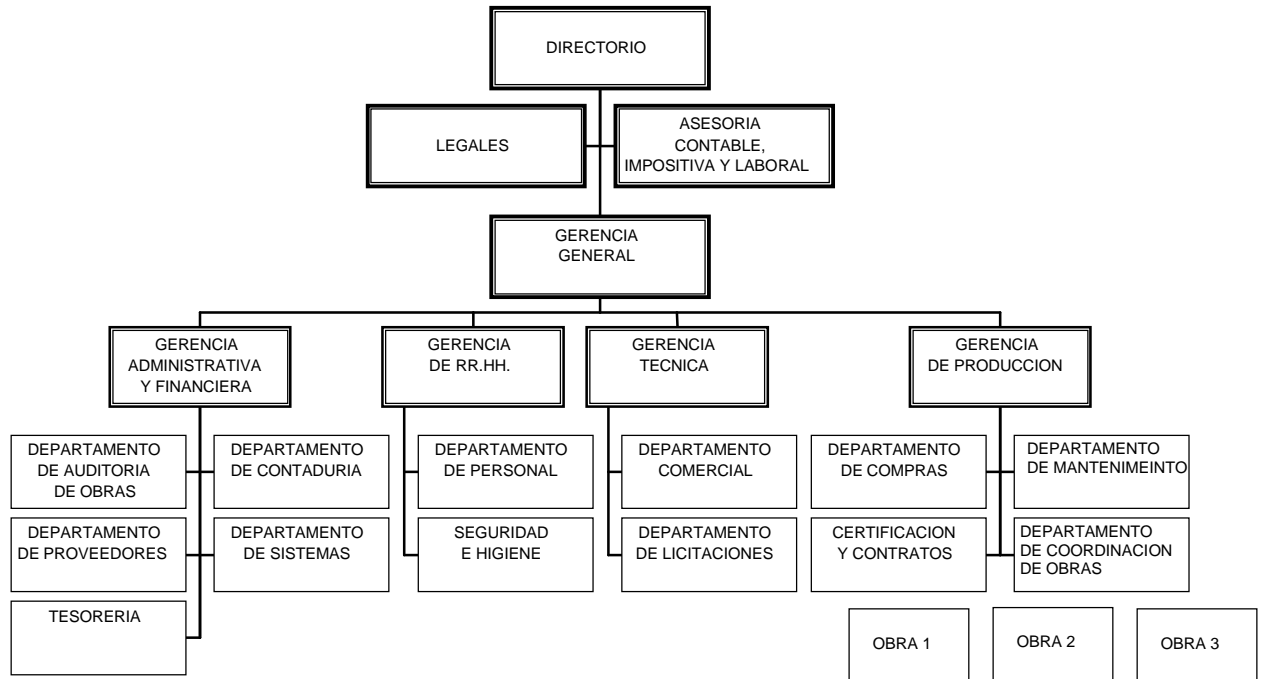 DIRECTORIO
LEGALES
ASESORIA
CONTABLE,
IMPOSITIVA Y LABORAL
GERENCIA
GENERAL
GERENCIA
ADMINISTRATIVA
Y FINANCIERA
GERENCIA
DE RR.HH.
GERENCIA
TECNICA
GERENCIA
DE PRODUCCION
DEPARTAMENTO
DE AUDITORIA
DE OBRAS
DEPARTAMENTO
DE CONTADURIA
DEPARTAMENTO
DE PERSONAL
DEPARTAMENTO
COMERCIAL
DEPARTAMENTO
DE COMPRAS
DEPARTAMENTO
DE MANTENIMEINTO
DEPARTAMENTO
DE PROVEEDORES
DEPARTAMENTO
DE SISTEMAS
SEGURIDAD
E HIGIENE
DEPARTAMENTO
DE LICITACIONES
CERTIFICACION
Y CONTRATOS
DEPARTAMENTO
DE COORDINACION
DE OBRAS
TESORERIA
OBRA 1
OBRA 2
OBRA 3